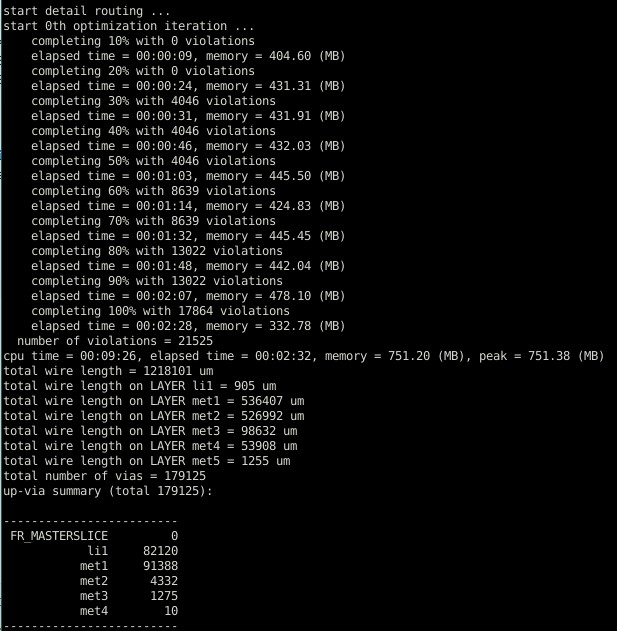 start detail routing ...
start 0th optimization iteration ...
    completing 10% with 0 violations
    elapsed time = 00:00:09, memory = 404.60 (MB)
    completing 20% with 0 violations
    elapsed time = 00:00:24, memory = 431.31 (MB)
    completing 30% with 4046 violations
    elapsed time = 00:00:31, memory = 431.91 (MB)
    completing 40% with 4046 violations
    elapsed time = 00:00:46, memory = 432.03 (MB)
    completing 50% with 4046 violations
    elapsed time = 00:01:03, memory = 445.50 (MB)
    completing 60% with 8639 violations
    elapsed time = 00:01:14, memory = 424.83 (MB)
    completing 70% with 8639 violations
    elapsed time = 00:01:32, memory = 445.45 (MB)
    completing 80% with 13022 violations
    elapsed time = 00:01:48, memory = 442.04 (MB)
    completing 90% with 13022 violations
    elapsed time = 00:02:07, memory = 478.10 (MB)
    completing 100% with 17864 violations
    elapsed time = 00:02:28, memory = 332.78 (MB)
  number of violations = 21525
cpu time = 00:09:26, elapsed time = 00:02:32, memory = 751.20 (MB), peak = 751.38 (MB)
total wire length = 1218101 um
total wire length on LAYER li1 = 905 um
total wire length on LAYER met1 = 536407 um
total wire length on LAYER met2 = 526992 um
total wire length on LAYER met3 = 98632 um
total wire length on LAYER met4 = 53908 um
total wire length on LAYER met5 = 1255 um
total number of vias = 179125
up-via summary (total 179125):

-------------------------
 FR_MASTERSLICE         0
            li1     82120
           met1     91388
           met2      4332
           met3      1275
           met4        10
-------------------------